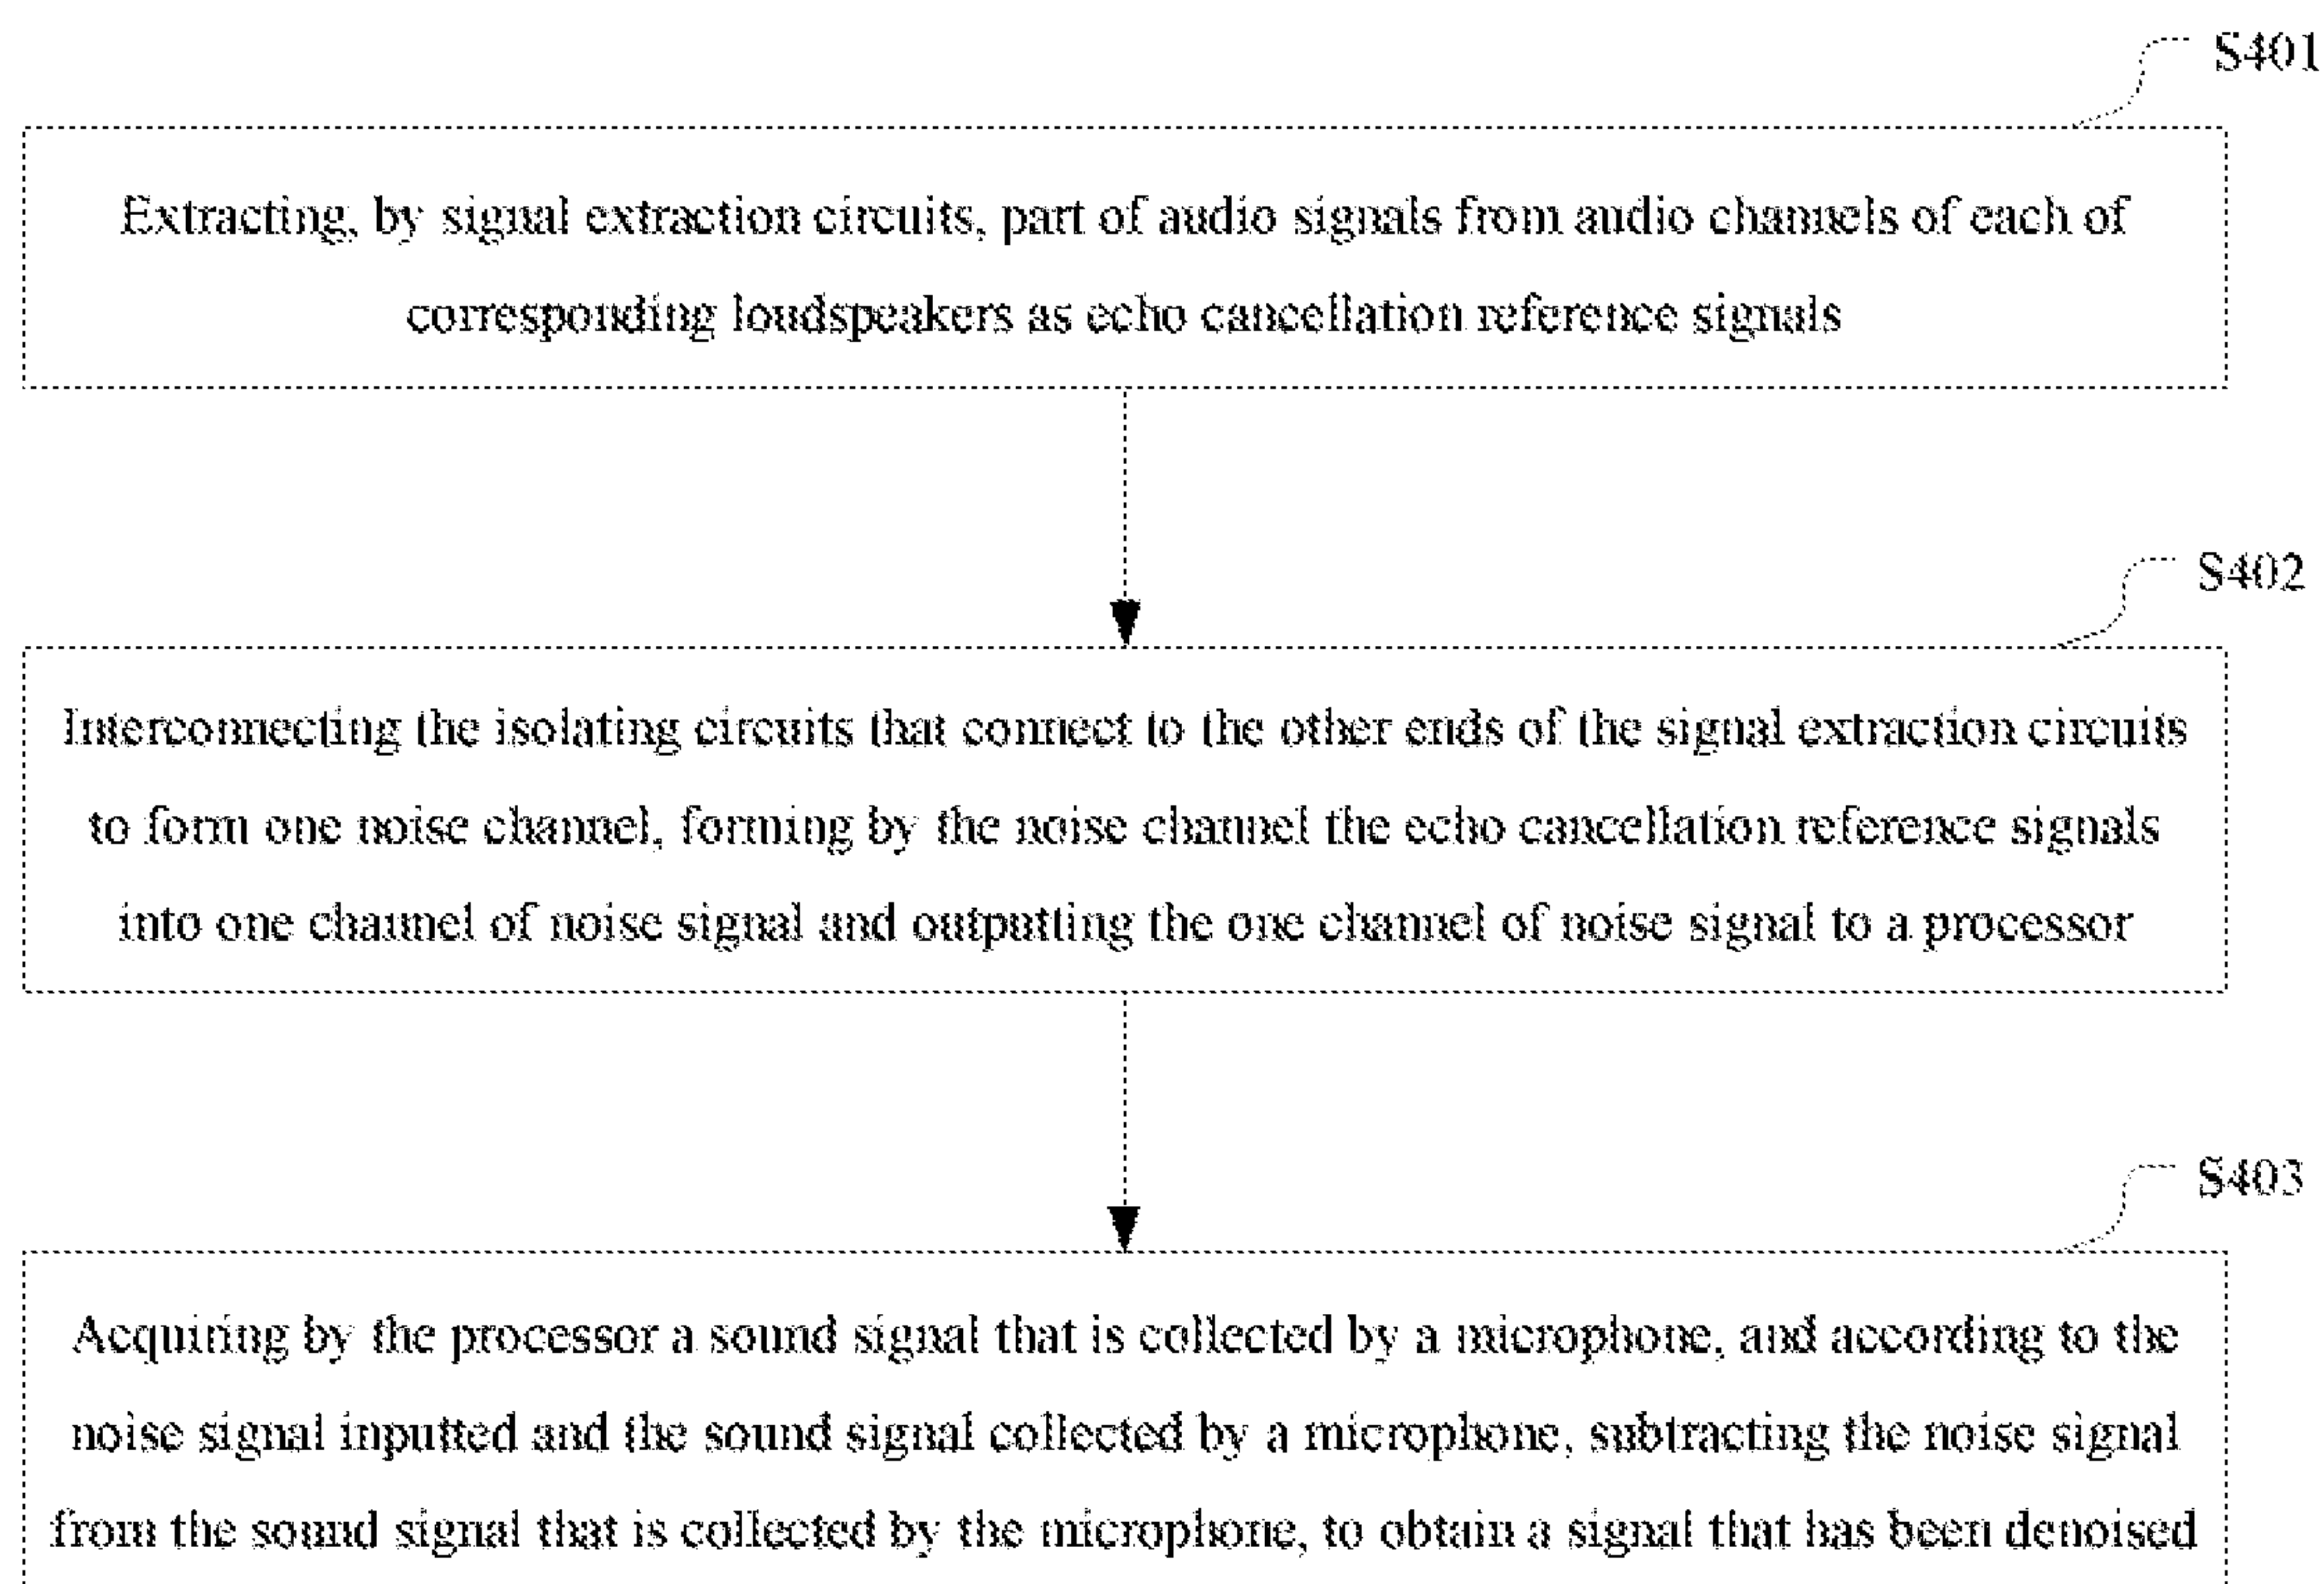 S401
Extracting, by signal extraction circuits, part of audio signals from audio channels of each of
corresponding loudspeakers as echo cancellation reference signals
S402
Interconnecting the isolating circuits that connect to the other ends of the signal extraction circuits
to form one noise channel, forming by the noise channel the echo cancellation reference signals
into one channel of noise signal and outputting the one channel of noise signal to a processor
S403
Acquiring by the processor a sound signal that is collected by a microphone, and according to the
noise signal inputted and the sound signal collected by a microphone, subtracting the noise signal
from the sound signal that is collected by the microphone, to obtain a signal that has been denoised